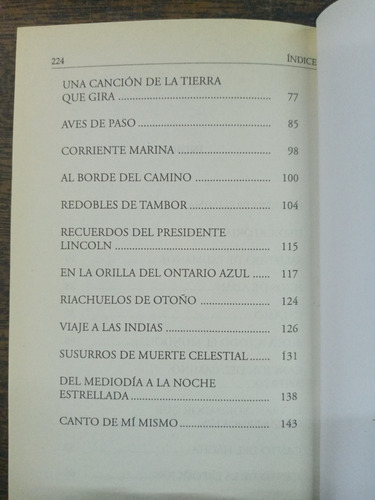 224 ÍNDICE
UNA CANCIÓN DE LA TIERRA
QUE GIRA ........................................ 77
AVES DE PASO ................................ 85
CORRIENTE MARINA ...................... 98
AL BORDE DEL CAMINO ................. 100
REDOBLES DE TAMBOR .................. 104
RECUERDOS DEL PRESIDENTE
LINCOLN ........................................ 115
EN LA ORILLA DEL ONTARIO AZUL ..... 117
RIACHUELOS DE OTOÑO ................ 124
VIAJE A LAS INDIAS ........................ 126
SUSURROS DE MUERTE CELESTIAL ..... 131
DEL MEDIODÍA A LA NOCHE
ESTRELLADA ................................. 138
CANTO DE MÍ MISMO ..................... 143